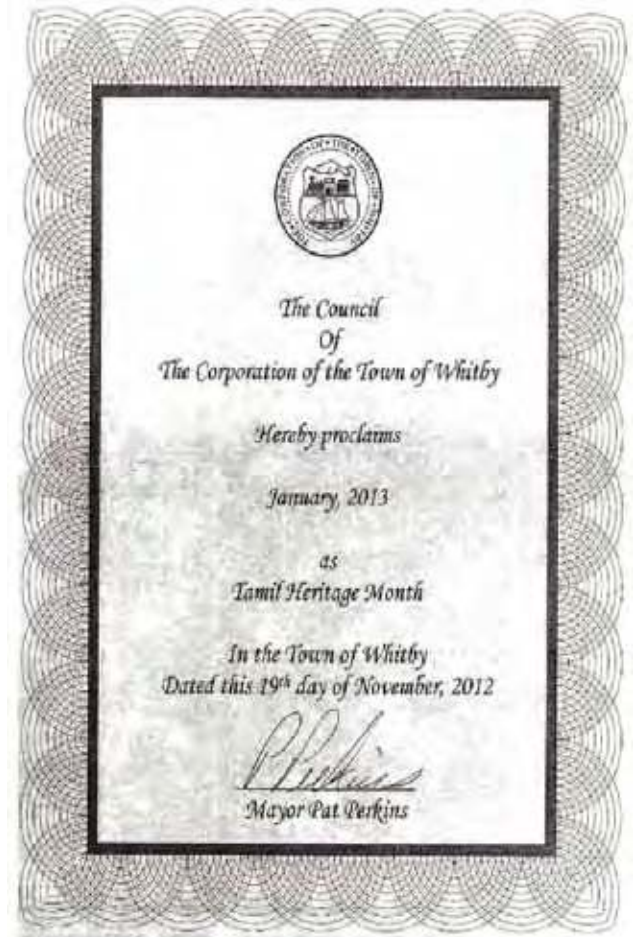 The Council
Of
The Corporation of the Town of Whitby
Hereby proclaims
January, 2013
as
Tamil Heritage Month
In the Town of Whitby
Dated this 19th day of November, 2012
P Perkins
Mayor Pat Perkins